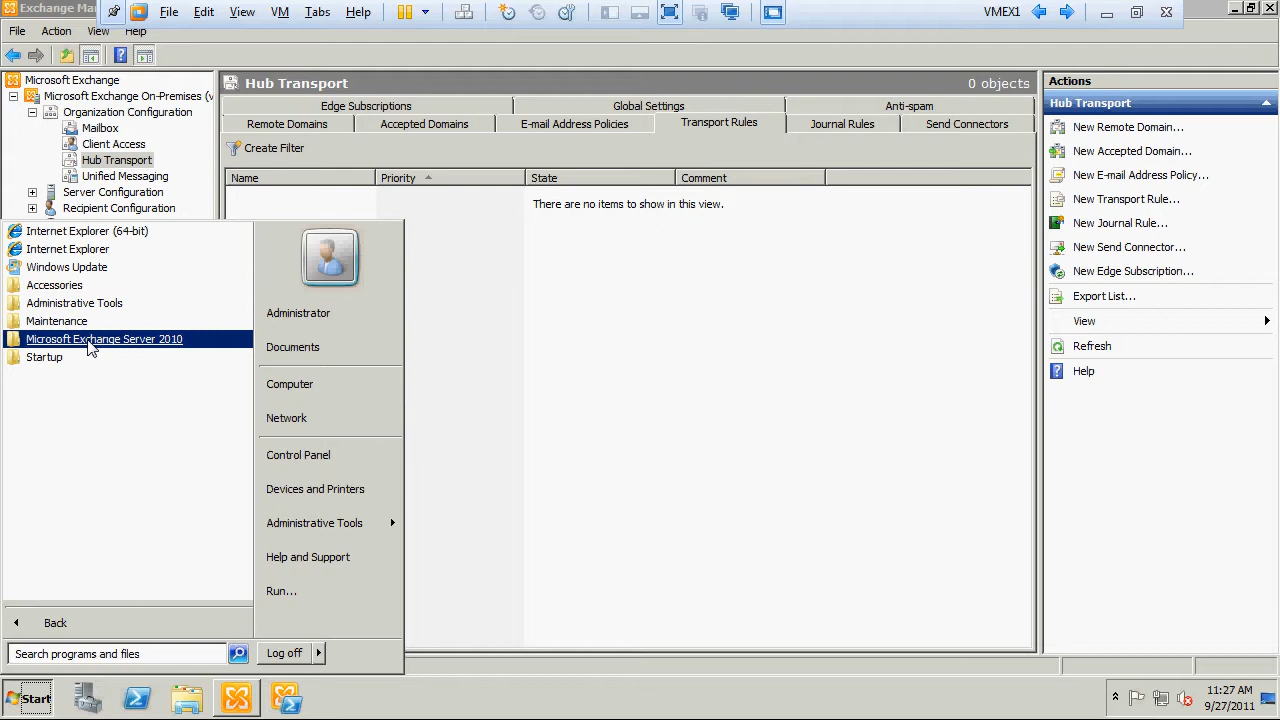 Exchange Mar
File Edit View VM Tabs Help
VMEX1
File Action View Help
Microsoft Exchange
Microsoft Exchange On-Premises (v
Organization Configuration
Mailbox
Client Access
Hub Transport
Unified Messaging
Server Configuration
Recipient Configuration
Hub Transport
0 objects
Edge Subscriptions Global Settings Anti-spam
Remote Domains Accepted Domains E-mail Address Policies Transport Rules Journal Rules Send Connectors
Create Filter
Name Priority State Comment
There are no items to show in this view.
Actions
Hub Transport
New Remote Domain...
New Accepted Domain...
New E-mail Address Policy...
New Transport Rule...
New Journal Rule...
New Send Connector...
New Edge Subscription...
Export List...
View
Refresh
Help
Internet Explorer (64-bit)
Internet Explorer
Windows Update
Accessories
Administrative Tools
Maintenance
Microsoft Exchange Server 2010
Startup
Back
Search programs and files
Administrator
Documents
Computer
Network
Control Panel
Devices and Printers
Administrative Tools
Help and Support
Run...
Log off
Start
11:27 AM
9/27/2011